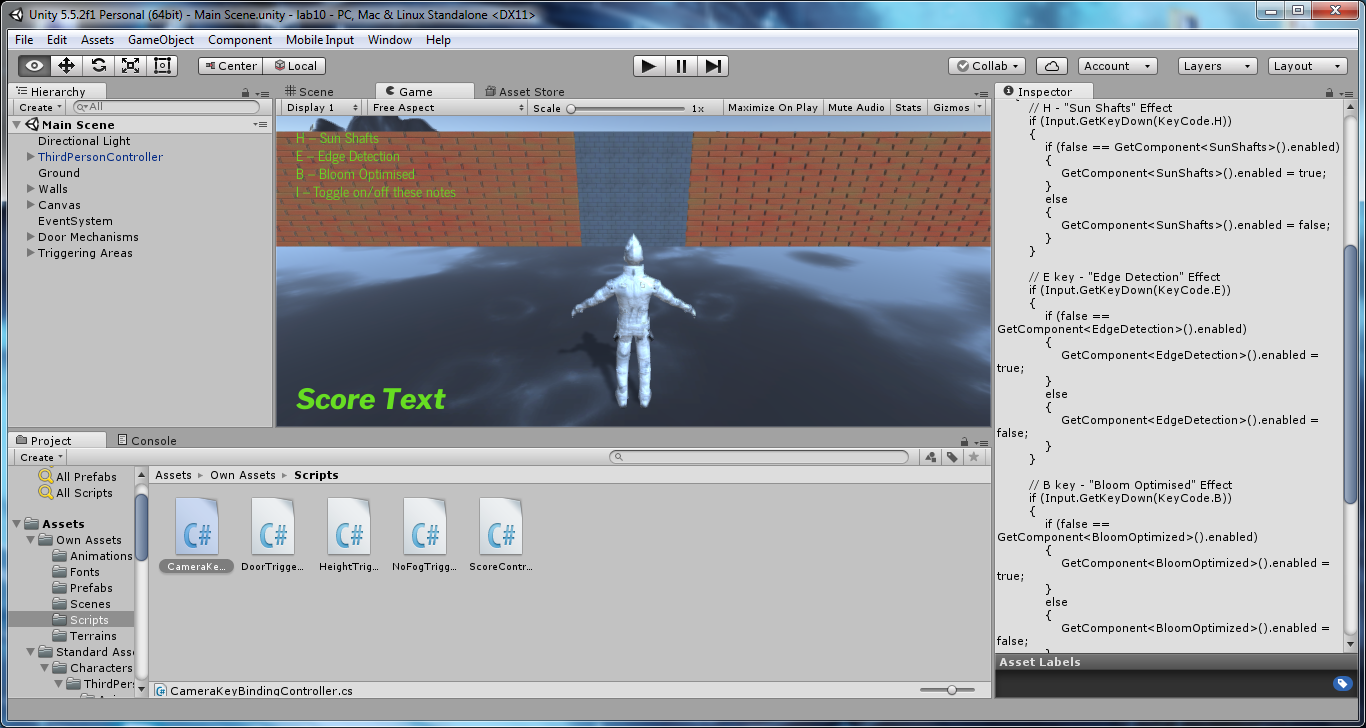 Unity 5.5.2f1 Personal (64bit) - Main Scene.unity - lab10 - PC, Mac & Linux Standalone <DX11>
File Edit Assets GameObject Component Mobile Input Window Help
Center Local Collab Account Layers Layout
Hierarchy
Create All
Main Scene
Directional Light
ThirdPersonController
Ground
Walls
Canvas
EventSystem
Door Mechanisms
Triggering Areas
Scene Game Asset Store
Display 1 Free Aspect Scale 1x Maximize On Play Mute Audio Stats Gizmos
H – Sun Shafts
E – Edge Detection
B – Bloom Optimised
I – Toggle on/off these notes
Score Text
Inspector
// H - "Sun Shafts" Effect
if (Input.GetKeyDown(KeyCode.H))
{
if (false == GetComponent<SunShafts>().enabled)
{
GetComponent<SunShafts>().enabled = true;
}
else
{
GetComponent<SunShafts>().enabled = false;
}
}
// E key - "Edge Detection" Effect
if (Input.GetKeyDown(KeyCode.E))
{
if (false ==
GetComponent<EdgeDetection>().enabled)
{
GetComponent<EdgeDetection>().enabled =
true;
}
else
{
GetComponent<EdgeDetection>().enabled =
false;
}
}
// B key - "Bloom Optimised" Effect
if (Input.GetKeyDown(KeyCode.B))
{
if (false ==
GetComponent<BloomOptimized>().enabled)
{
GetComponent<BloomOptimized>().enabled =
true;
}
else
{
GetComponent<BloomOptimized>().enabled =
false;
Asset Labels
Project Console
Create
All Prefabs
All Scripts
Assets
Own Assets
Animations
Fonts
Prefabs
Scenes
Scripts
Terrains
Standard Asse
Characters
ThirdPers
Assets Own Assets Scripts
C# C# C# C# C#
CameraKe... DoorTrigge... HeightTrig... NoFogTrigg... ScoreContr...
CameraKeyBindingController.cs